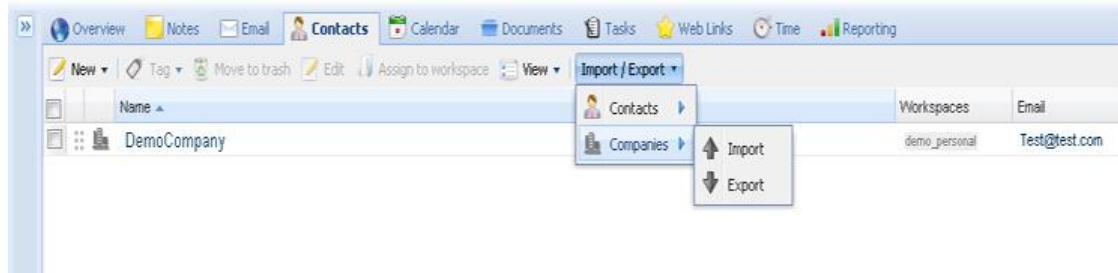 Overview Notes Email Contacts Calendar Documents Tasks Web Links Time Reporting
New Tag Move to trash Edit Assign to workspace View Import / Export
Name Workspaces Email
Contacts
DemoCompany demo_personal Test@test.com
Companies
Import
Export